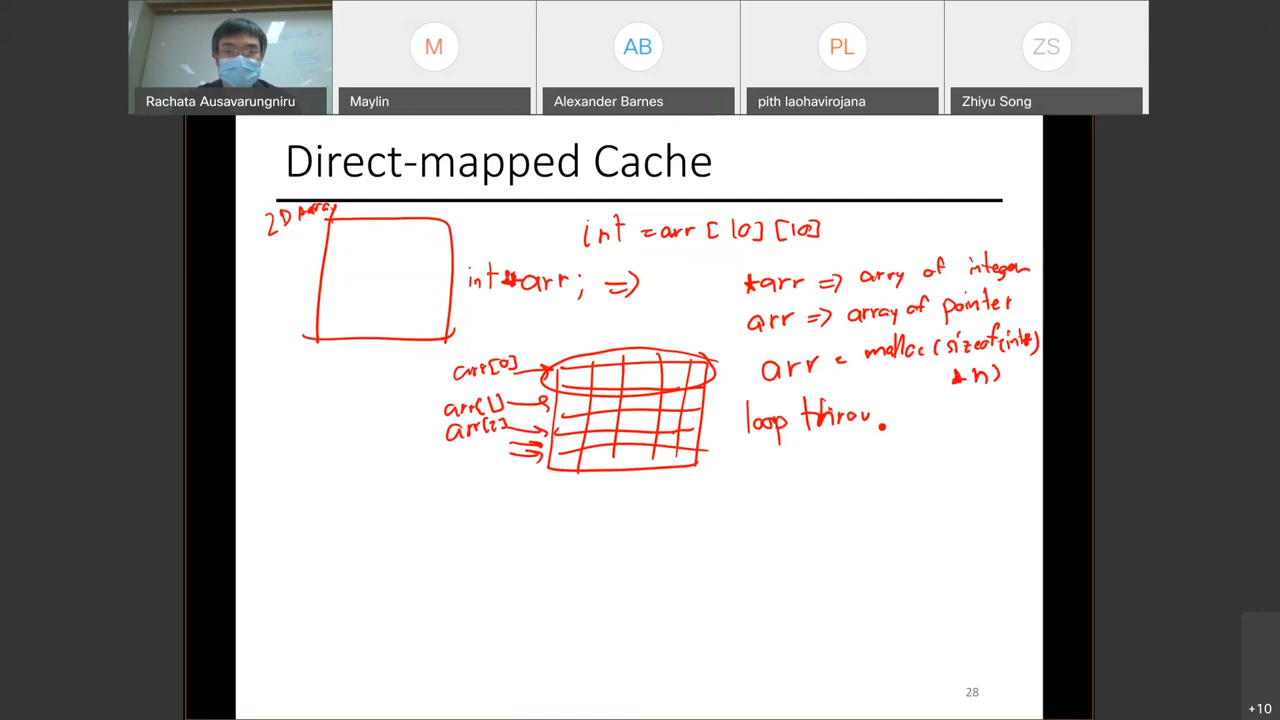 M
AB
PL
ZS
Rachata Ausavarungniru
Maylin
Alexander Barnes
pith laohavirojana
Zhiyu Song
Direct-mapped Cache
2D Array
int = arr [10] [10]
int **arr; =>
*arr => array of integer
arr => array of pointer
arr = malloc (sizeof(int*)
* n)
arr[0]
arr[1]
arr[2]
loop throu
28
+10